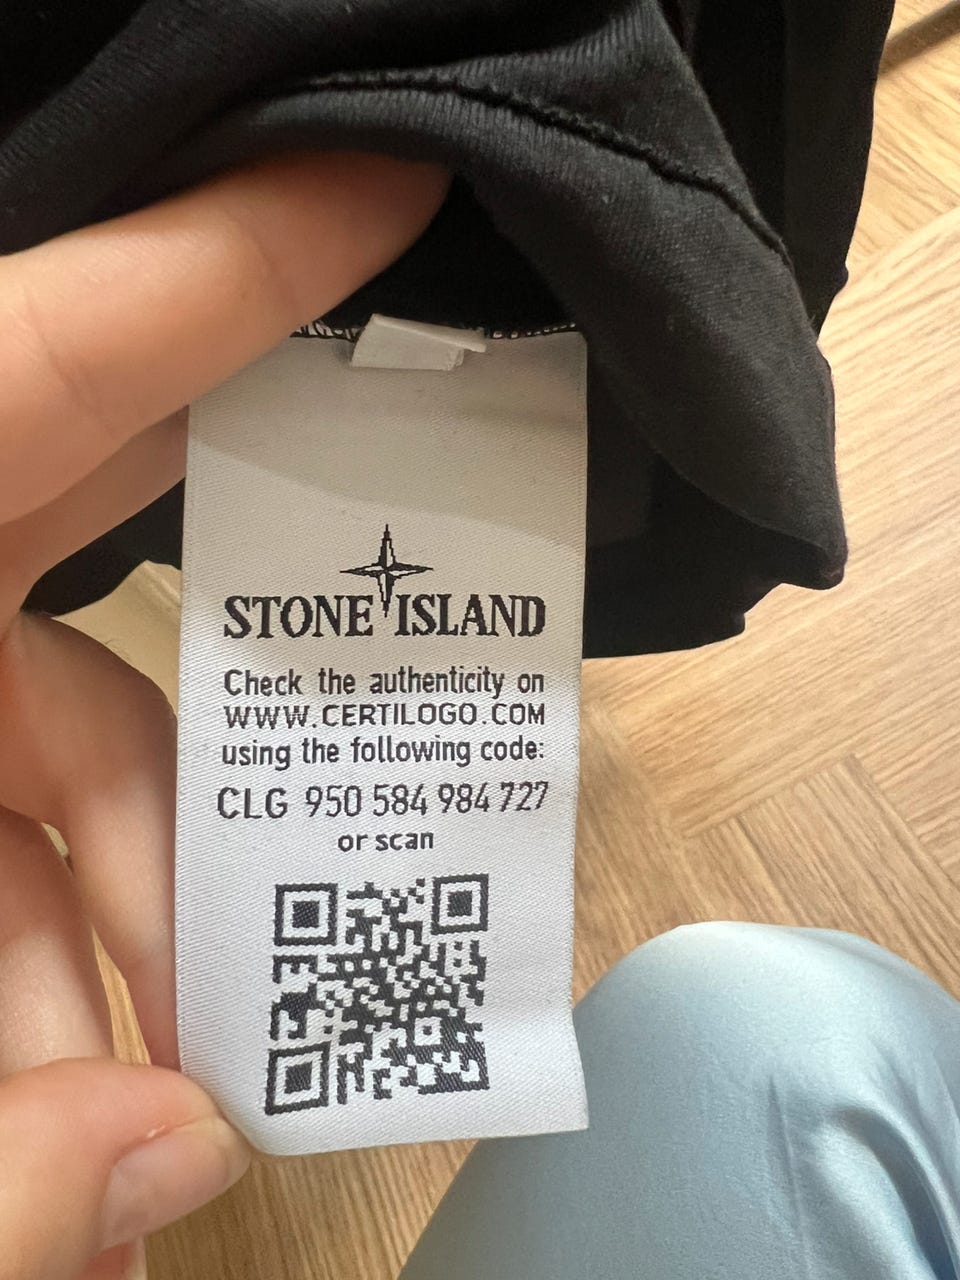 STONE ISLAND
Check the authenticity on
WWW.CERTILOGO.COM
using the following code:
CLG 950 584 984 727
or scan